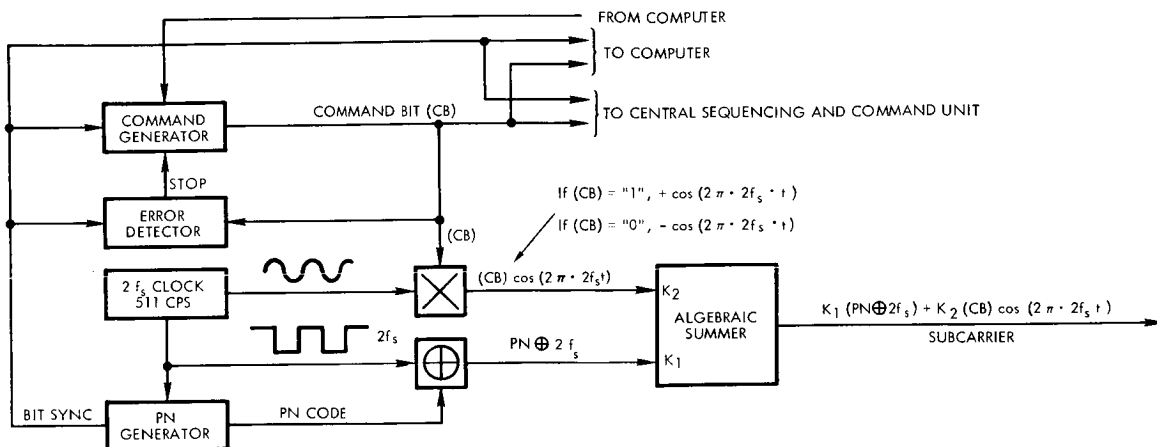 FROM COMPUTER
TO COMPUTER
COMMAND BIT (CB)
TO CENTRAL SEQUENCING AND COMMAND UNIT
COMMAND
GENERATOR
STOP
If (CB) = "1", + cos (2 π · 2f_s · t)
If (CB) = "0", - cos (2 π · 2f_s · t)
ERROR
DETECTOR
(CB)
(CB) cos (2π · 2f_s t)
2 f_s CLOCK
511 CPS
K_2
ALGEBRAIC
SUMMER
K_1 (PN⊕2f_s) + K_2 (CB) cos (2π · 2f_s t)
SUBCARRIER
2f_s
PN ⊕ 2 f_s
K_1
BIT SYNC
PN
GENERATOR
PN CODE